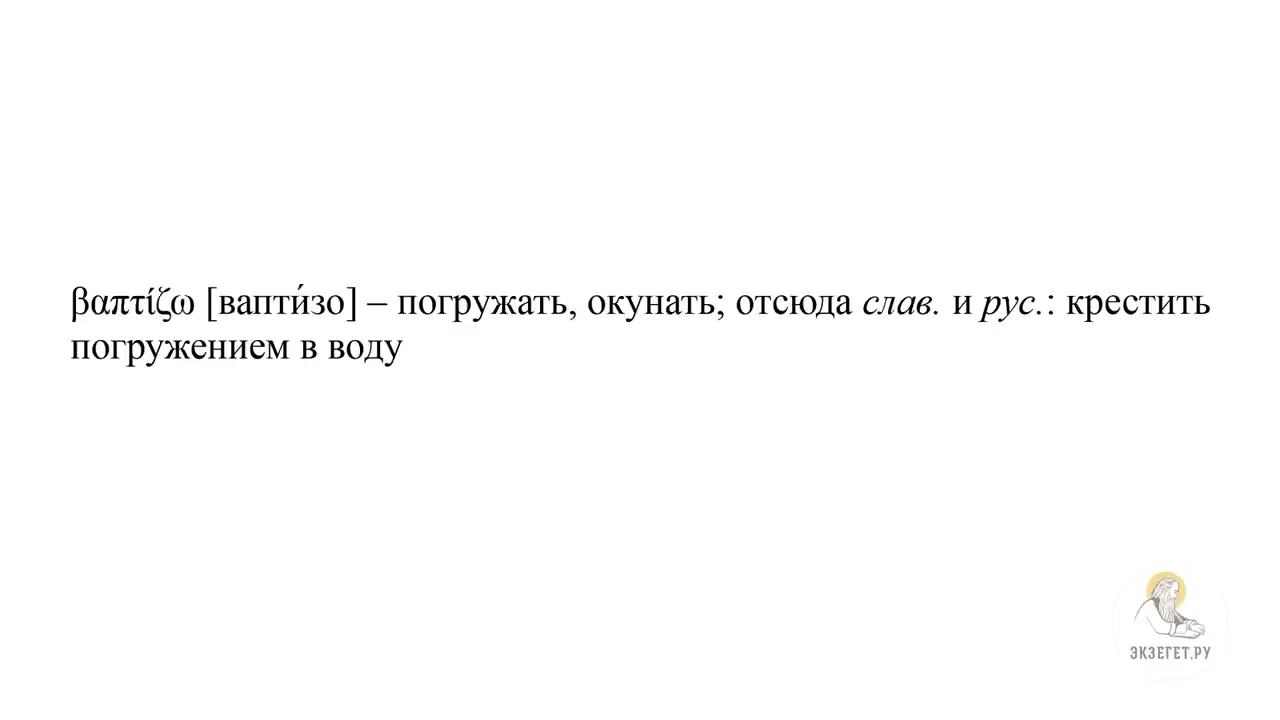 βαπτίζω [вапти́зо] – погружать, окунать; отсюда слав. и рус.: крестить
погружением в воду
ЭКЗЕГЕТ.РУ